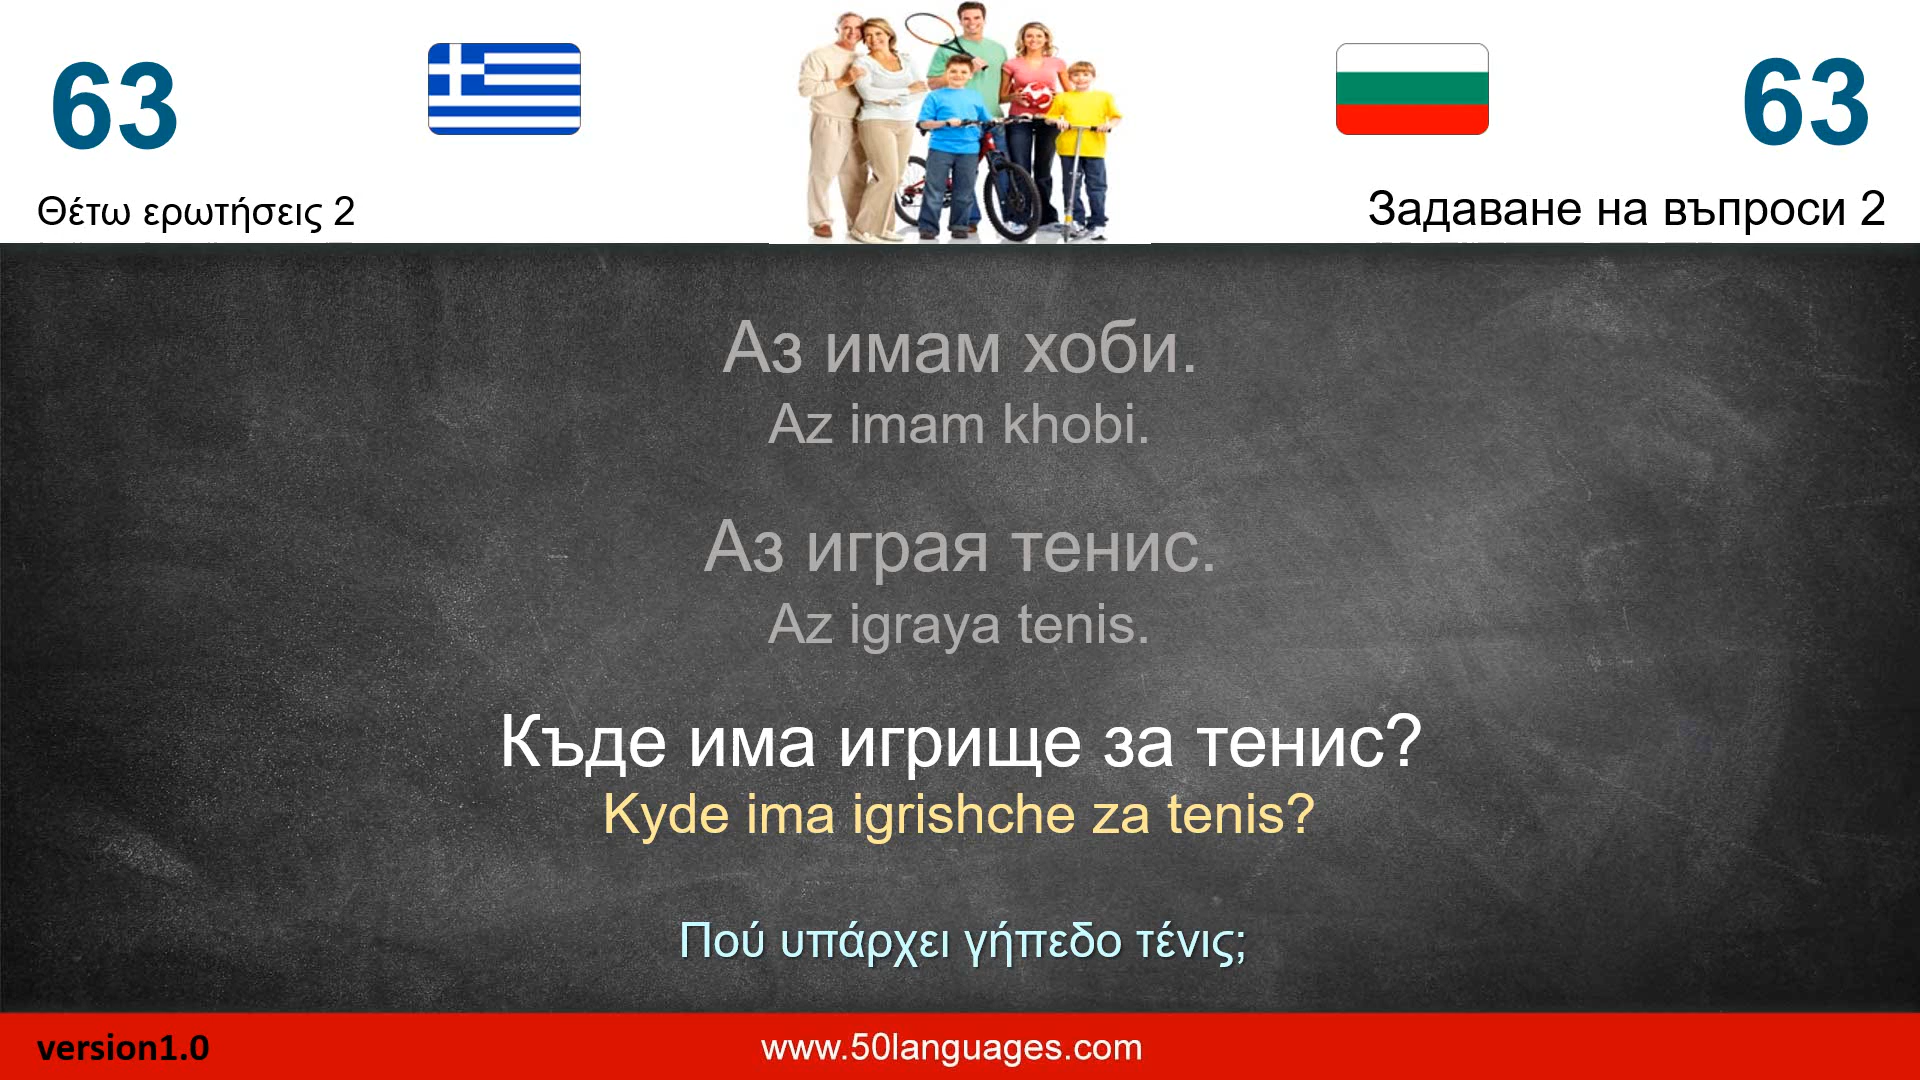 63
63
Θέτω ερωτήσεις 2
Задаване на въпроси 2
Аз имам хоби.
Az imam khobi.
Аз играя тенис.
Az igraya tenis.
Къде има игрище за тенис?
Kyde ima igrishche za tenis?
Πού υπάρχει γήπεδο τένις;
version1.0
www.50languages.com